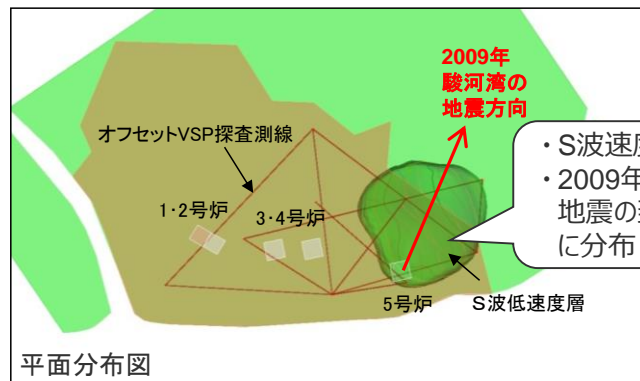 2009年
駿河湾の
地震方向
オフセットVSP探査測線
・S波速度
・2009年
地震の
に分布
1・2号炉
3・4号炉
5号炉
S波低速度層
平面分布図